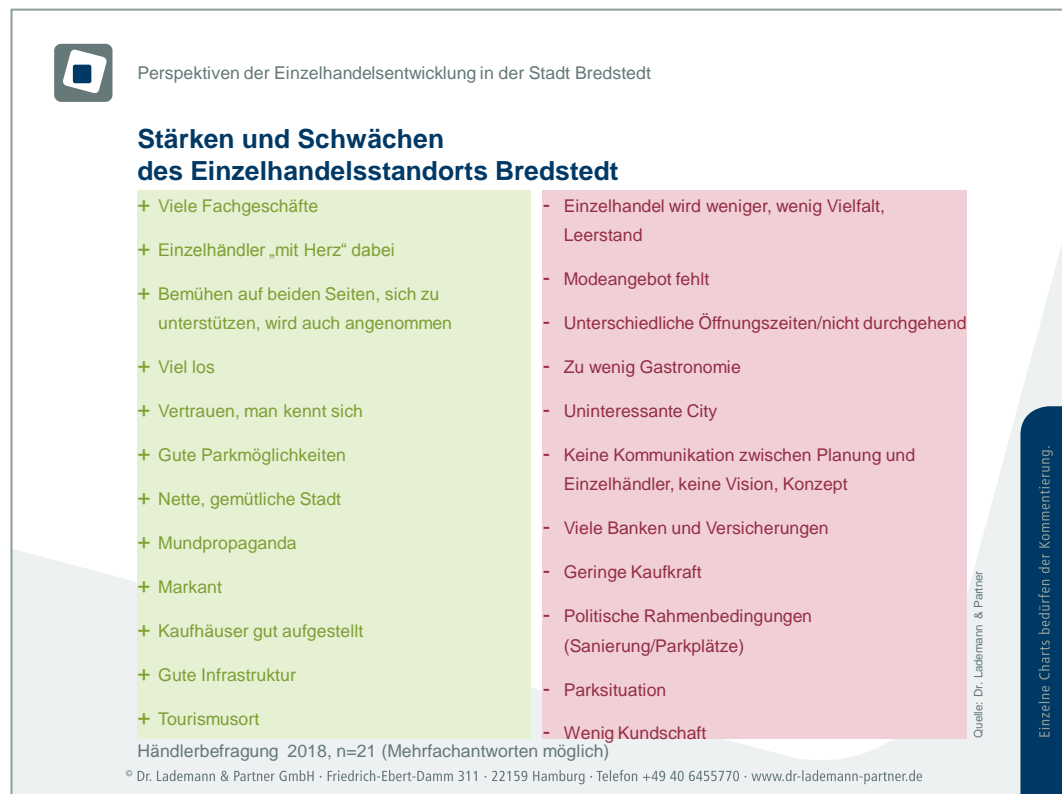 Perspektiven der Einzelhandelsentwicklung in der Stadt Bredstedt
Stärken und Schwächen
des Einzelhandelsstandorts Bredstedt
+ Viele Fachgeschäfte
+ Einzelhändler „mit Herz“ dabei
+ Bemühen auf beiden Seiten, sich zu
unterstützen, wird auch angenommen
+ Viel los
+ Vertrauen, man kennt sich
+ Gute Parkmöglichkeiten
+ Nette, gemütliche Stadt
+ Mundpropaganda
+ Markant
+ Kaufhäuser gut aufgestellt
+ Gute Infrastruktur
+ Tourismusort
- Einzelhandel wird weniger, wenig Vielfalt,
Leerstand
- Modeangebot fehlt
- Unterschiedliche Öffnungszeiten/nicht durchgehend
- Zu wenig Gastronomie
- Uninteressante City
- Keine Kommunikation zwischen Planung und
Einzelhändler, keine Vision, Konzept
- Viele Banken und Versicherungen
- Geringe Kaufkraft
- Politische Rahmenbedingungen
(Sanierung/Parkplätze)
- Parksituation
- Wenig Kundschaft
Händlerbefragung 2018, n=21 (Mehrfachantworten möglich)
© Dr. Lademann & Partner GmbH · Friedrich-Ebert-Damm 311 · 22159 Hamburg · Telefon +49 40 6455770 · www.dr-lademann-partner.de
Quelle: Dr. Lademann & Partner
Einzelne Charts bedürfen der Kommentierung.